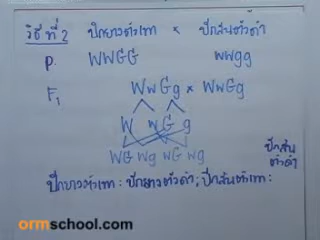 วิธีที่ 2 ปีกยาวตัวเทา × ปีกสั้นตัวดำ
P. WWGG wwgg
F₁ WwGg × WwGg
W w G g
WG Wg wG wg
ปีกสั้น
ตัวดำ
ปีกยาวตัวเทา : ปีกยาวตัวดำ ; ปีกสั้นตัวเทา :
ormschool.com